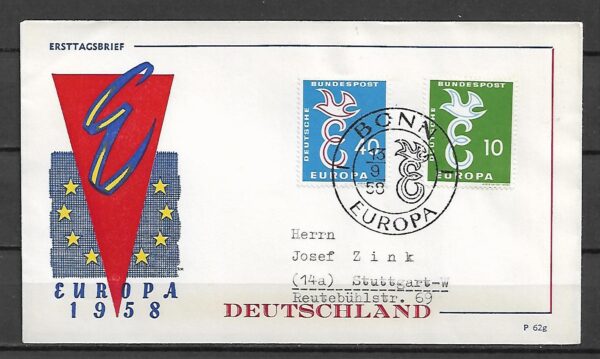 ERSTTAGSBRIEF
EUROPA
1958
DEUTSCHE
BUNDESPOST
40
EUROPA
BUNDESPOST
10
EUROPA
BONN 1
13
9
58
EUROPA
Herrn
Josef Zink
(14a) Stuttgart-W
Reutebühlstr. 69
DEUTSCHLAND
P 62g